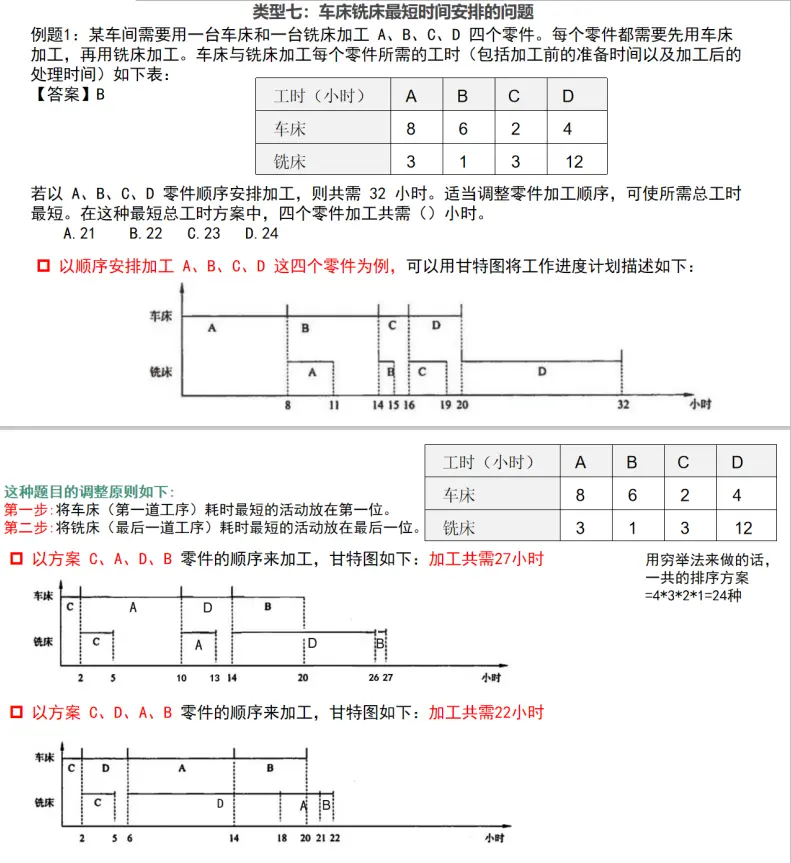 类型七：车床铣床最短时间安排的问题
例题1：某车间需要用一台车床和一台铣床加工 A、B、C、D 四个零件。每个零件都需要先用车床
加工，再用铣床加工。车床与铣床加工每个零件所需的工时（包括加工前的准备时间以及加工后的
处理时间）如下表：
【答案】B
工时（小时） A B C D
车床 8 6 2 4
铣床 3 1 3 12
若以 A、B、C、D 零件顺序安排加工，则共需 32 小时。适当调整零件加工顺序，可使所需总工时
最短。在这种最短总工时方案中，四个零件加工共需（）小时。
A.21 B.22 C.23 D.24
以顺序安排加工 A、B、C、D 这四个零件为例，可以用甘特图将工作进度计划描述如下：
车床 A B C D
铣床 A B C D
8 11 14 15 16 19 20 32 小时
工时（小时） A B C D
车床 8 6 2 4
铣床 3 1 3 12
这种题目的调整原则如下：
第一步:将车床（第一道工序）耗时最短的活动放在第一位。
第二步:将铣床（最后一道工序）耗时最短的活动放在最后一位。
以方案 C、A、D、B 零件的顺序来加工，甘特图如下：加工共需27小时
用穷举法来做的话，
一共的排序方案
=4*3*2*1=24种
车床 C A D B
铣床 C A D B
2 5 10 13 14 20 26 27 小时
以方案 C、D、A、B 零件的顺序来加工，甘特图如下：加工共需22小时
车床 C D A B
铣床 C D A B
2 5 6 14 18 20 21 22 小时